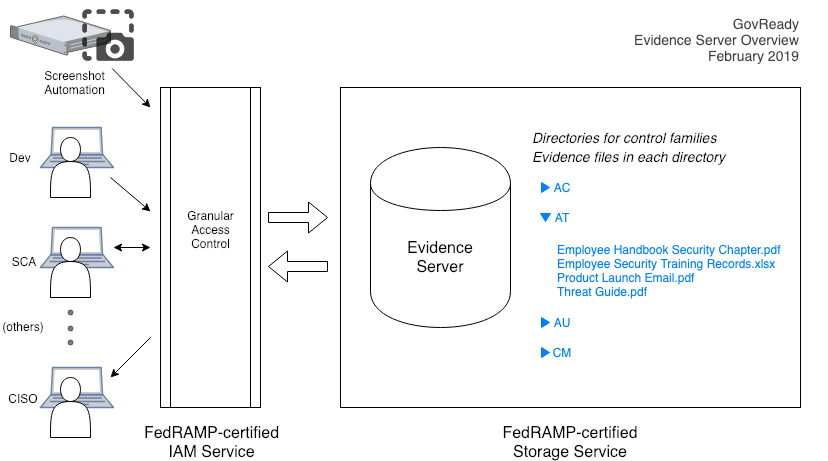 GovReady
Evidence Server Overview
February 2019
Screenshot
Automation
Dev
SCA
(others)
CISO
Granular
Access
Control
FedRAMP-certified
IAM Service
Evidence
Server
Directories for control families
Evidence files in each directory
AC
AT
Employee Handbook Security Chapter.pdf
Employee Security Training Records.xlsx
Product Launch Email.pdf
Threat Guide.pdf
AU
CM
FedRAMP-certified
Storage Service